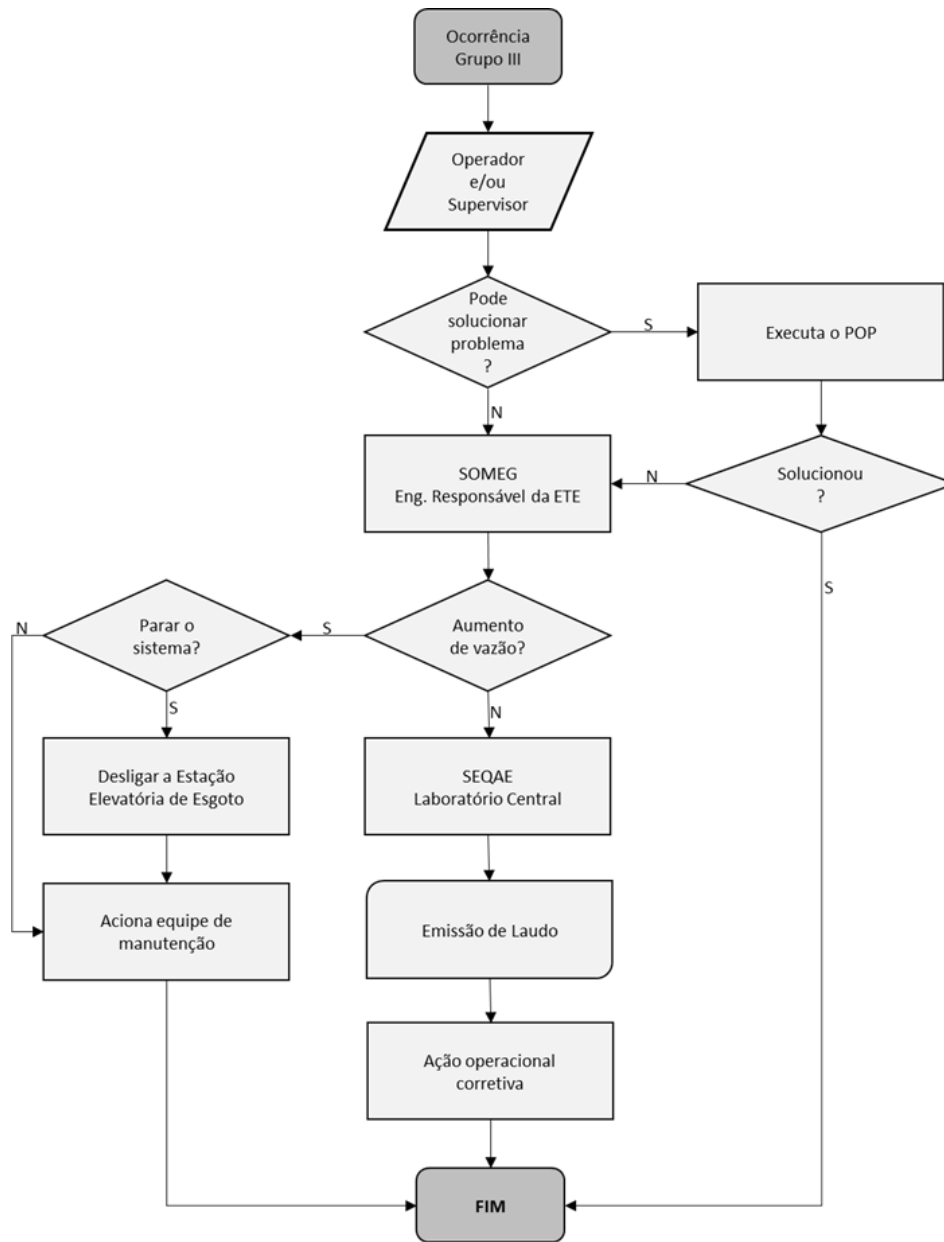 Ocorrência
Grupo III
Operador
e/ou
Supervisor
Pode
solucionar
problema
?
S
Executa o POP
N
SOMEG
Eng. Responsável da ETE
N
Solucionou
?
S
N
Parar o
sistema?
S
Aumento
de vazão?
S
N
Desligar a Estação
Elevatória de Esgoto
SEQAE
Laboratório Central
Aciona equipe de
manutenção
Emissão de Laudo
Ação operacional
corretiva
FIM